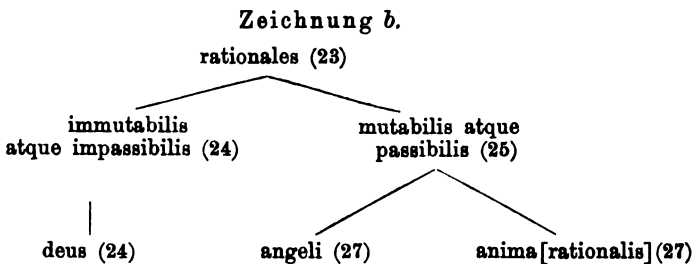 Zeichnung b.
rationales (23)
immutabilis
atque impassibilis (24)
mutabilis atque
passibilis (25)
deus (24)
angeli (27)
anima[rationalis](27)